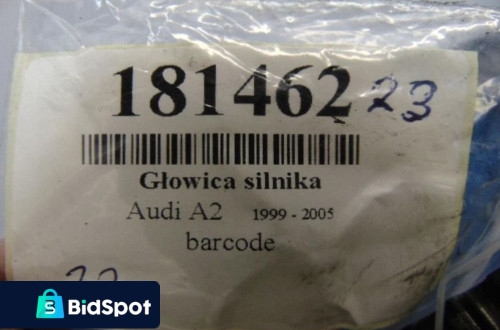 181462 23
Głowica silnika
Audi A2 1999 - 2005
barcode
BidSpot